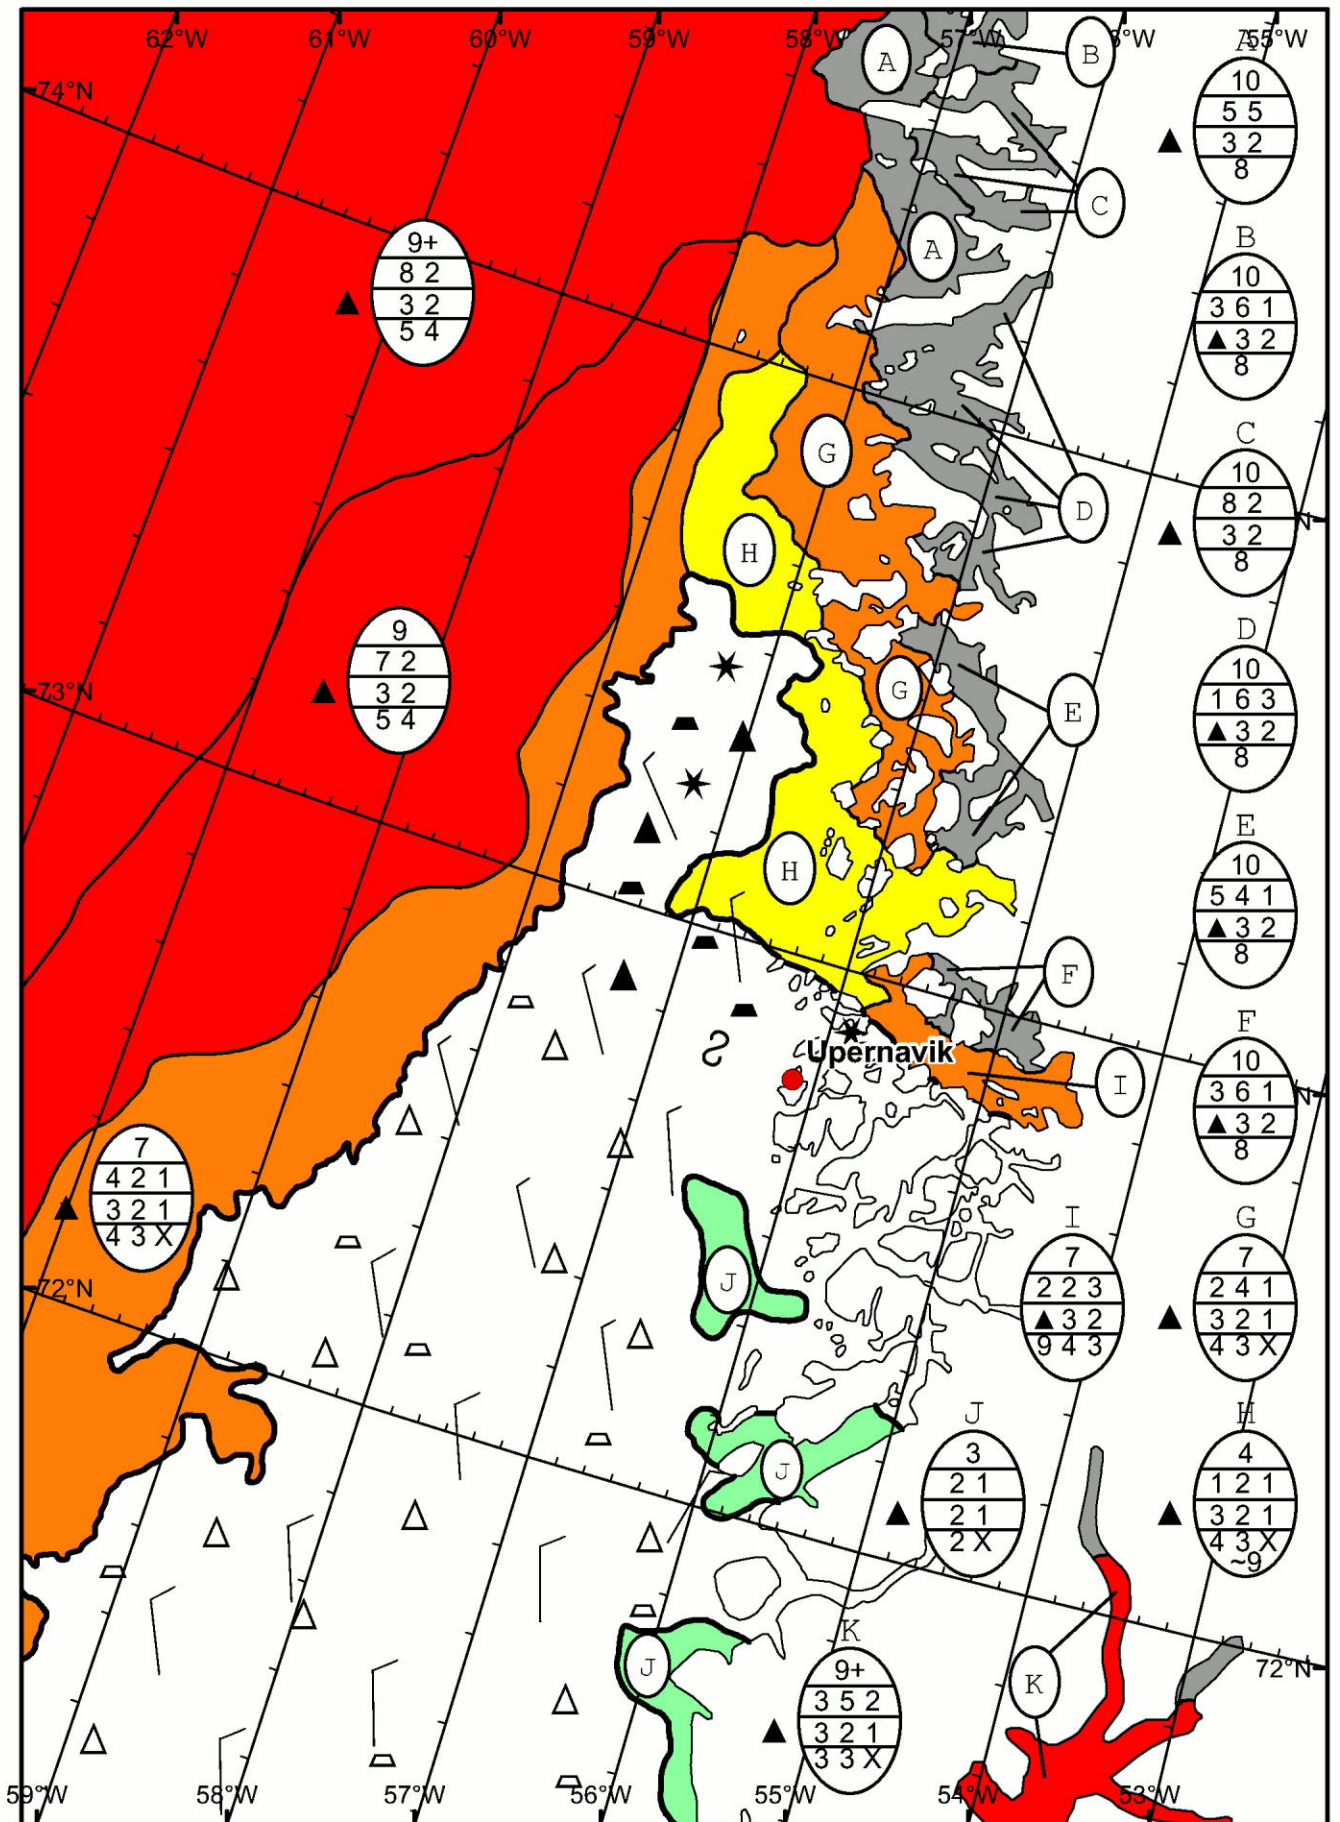 62°W 61°W 60°W 59°W 58°W 57°W °W 55°W
74°N
A
B
A
10
5 5
3 2
8
C
A
9+
8 2
3 2
5 4
B
10
3 6 1
▲ 3 2
8
G
C
10
8 2
3 2
8
N
D
H
9
7 2
3 2
5 4
73°N
G
E
D
10
1 6 3
▲ 3 2
8
H
E
10
5 4 1
▲ 3 2
8
F
Upernavik
I
N
F
10
3 6 1
▲ 3 2
8
7
4 2 1
3 2 1
4 3 X
72°N
J
I
7
2 2 3
▲ 3 2
9 4 3
G
7
2 4 1
3 2 1
4 3 X
J
J
3
2 1
2 1
2 X
H
4
1 2 1
3 2 1
4 3 X
~9
J
K
9+
3 5 2
3 2 1
3 3 X
K
72°N
59°W 58°W 57°W 56°W 55°W 54°W 53°W